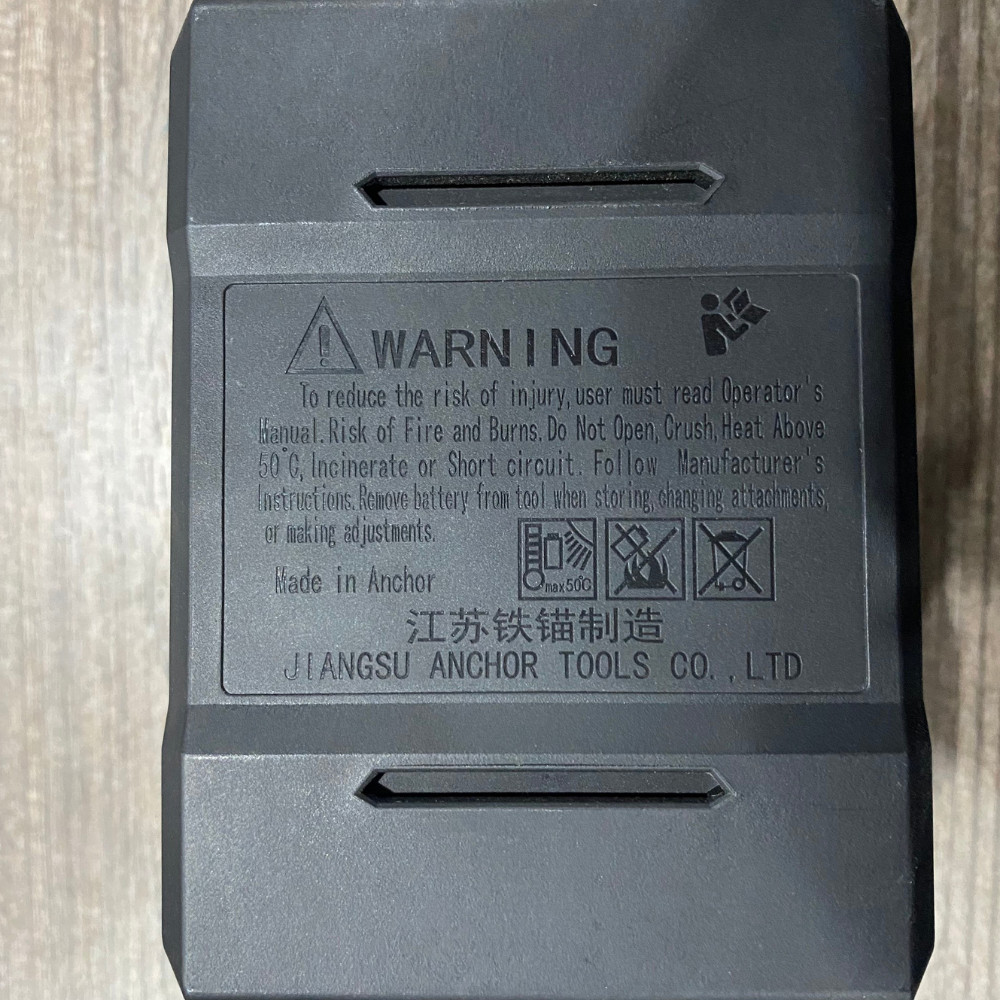 WARNING
To reduce the risk of injury, user must read Operator's
Manual. Risk of Fire and Burns. Do Not Open, Crush, Heat Above
50°C, Incinerate or Short circuit. Follow Manufacturer's
Instructions. Remove battery from tool when storing, changing attachments,
or making adjustments.
max50℃
Made in Anchor
江苏铁锚制造
JIANGSU ANCHOR TOOLS CO.,LTD